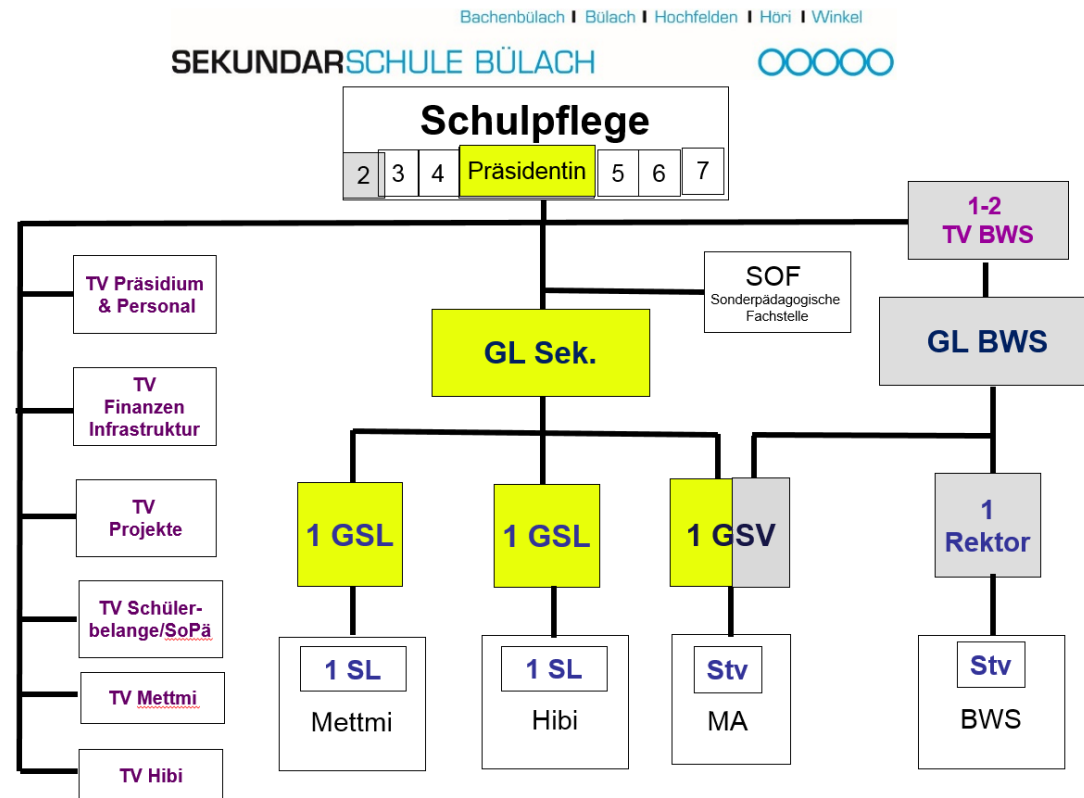 Bachenbülach I Bülach I Hochfelden I Höri I Winkel
SEKUNDARSCHULE BÜLACH
Schulpflege
2 3 4 Präsidentin 5 6 7
1-2
TV BWS
TV Präsidium
& Personal
SOF
Sonderpädagogische
Fachstelle
GL Sek.
GL BWS
TV
Finanzen
Infrastruktur
TV
Projekte
1 GSL
1 GSL
1 GSV
1
Rektor
TV Schüler-
belange/SoPä
1 SL
Mettmi
1 SL
Hibi
Stv
MA
Stv
BWS
TV Mettmi
TV Hibi